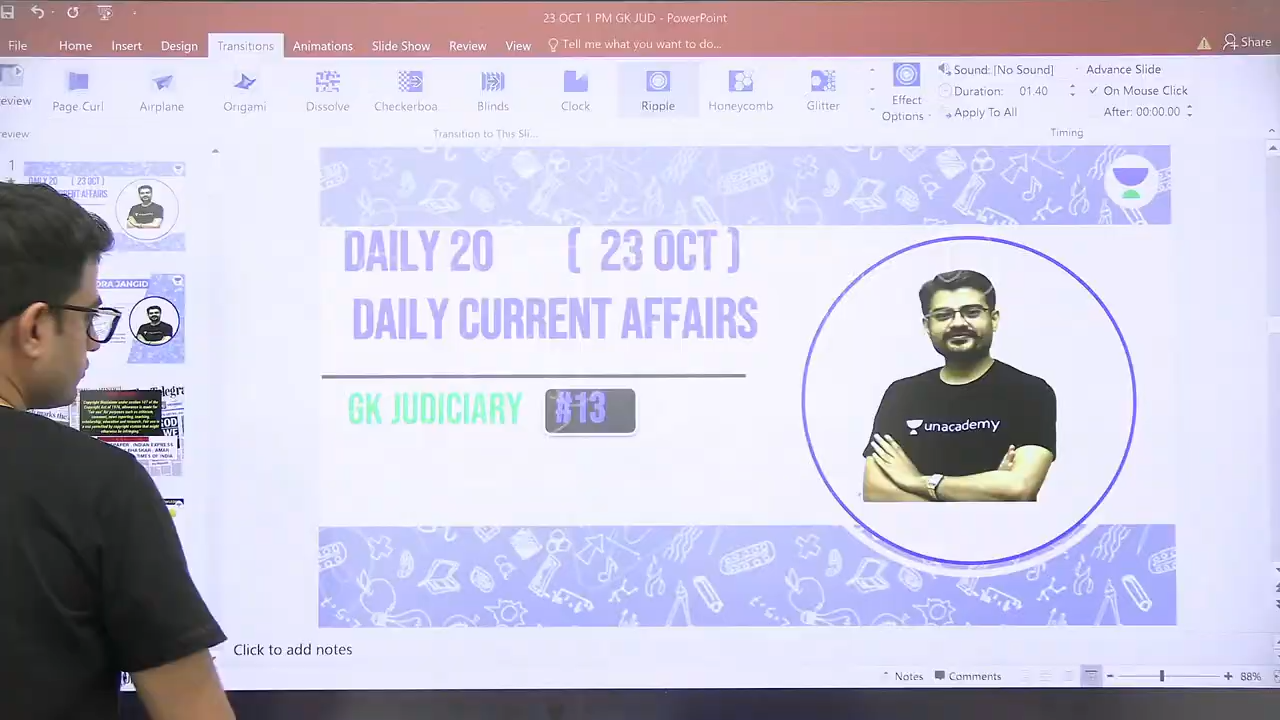 23 OCT 1 PM GK JUD - PowerPoint
File Home Insert Design Transitions Animations Slide Show Review View Tell me what you want to do... Share
Page Curl Airplane Origami Dissolve Checkerboa Blinds Clock Ripple Honeycomb Glitter
Effect Options
Sound: [No Sound]
Duration: 01.40
Apply To All
Advance Slide
On Mouse Click
After: 00:00.00
Transition to This Sli...
Timing
1
DAILY 20 [ 23 OCT ]
DAILY CURRENT AFFAIRS
GK JUDICIARY #13
unacademy
Click to add notes
Notes Comments 88%